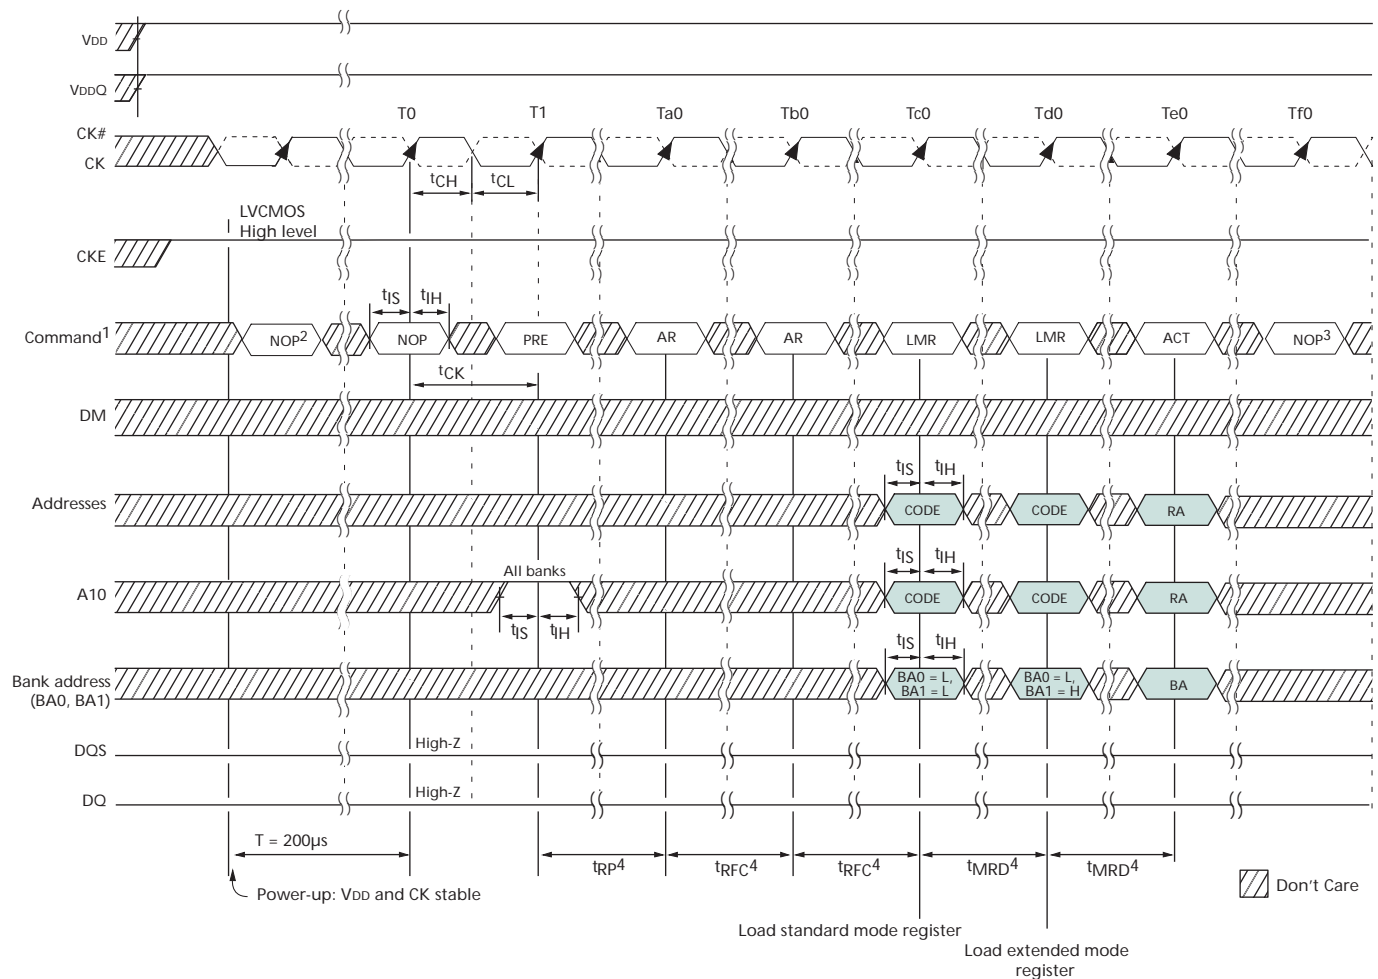 VDD
VDDQ
T0 T1 Ta0 Tb0 Tc0 Td0 Te0 Tf0
CK#
CK
tCH tCL
LVCMOS
High level
CKE
tIS tIH
Command1 NOP2 NOP PRE AR AR LMR LMR ACT NOP3
tCK
DM
tIS tIH
Addresses CODE CODE RA
All banks
tIS tIH
A10 CODE CODE RA
tIS tIH
tIS tIH
Bank address
(BA0, BA1)
BA0 = L,
BA1 = L
BA0 = L,
BA1 = H
BA
DQS High-Z
DQ High-Z
T = 200µs
tRP4 tRFC4 tRFC4 tMRD4 tMRD4
Power-up: VDD and CK stable
Don't Care
Load standard mode register
Load extended mode
register